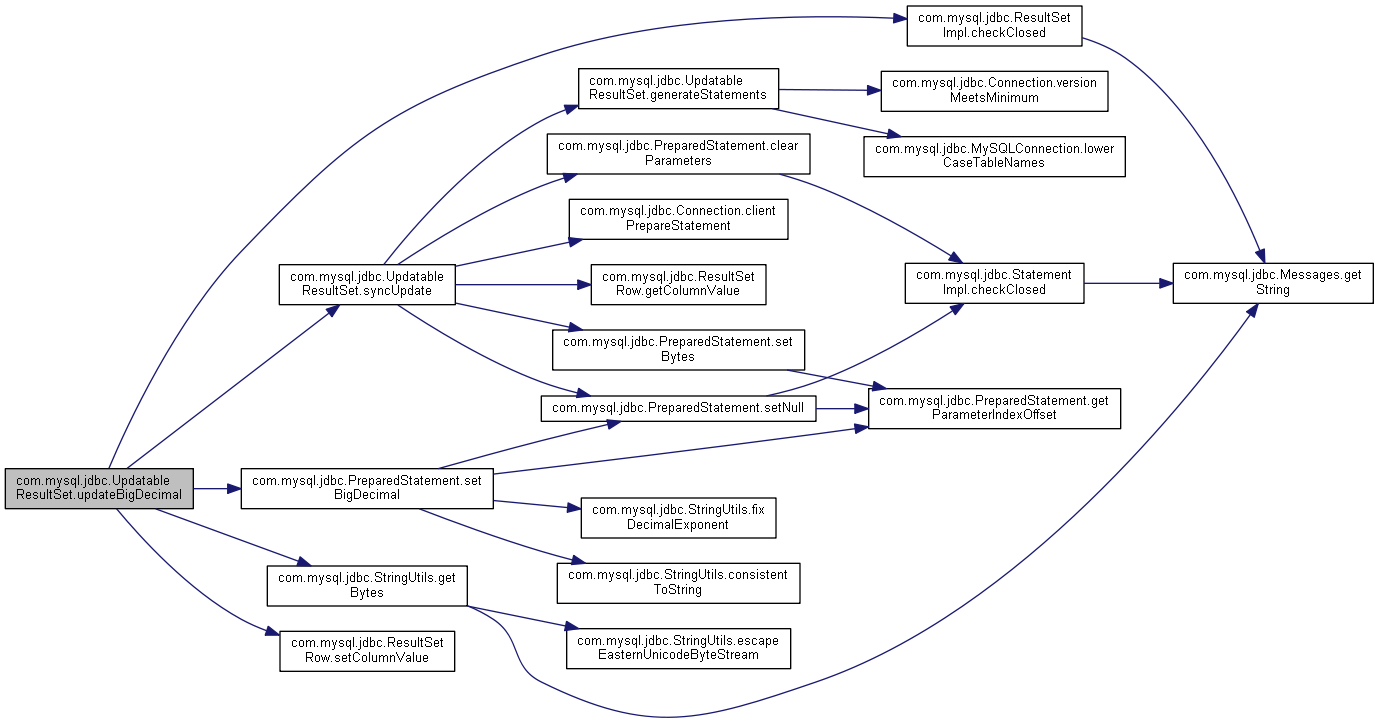 com.mysql.jdbc.ResultSet
Impl.checkClosed
com.mysql.jdbc.Updatable
ResultSet.generateStatements
com.mysql.jdbc.Connection.version
MeetsMinimum
com.mysql.jdbc.PreparedStatement.clear
Parameters
com.mysql.jdbc.MySQLConnection.lower
CaseTableNames
com.mysql.jdbc.Connection.client
PrepareStatement
com.mysql.jdbc.Updatable
ResultSet.syncUpdate
com.mysql.jdbc.ResultSet
Row.getColumnValue
com.mysql.jdbc.Statement
Impl.checkClosed
com.mysql.jdbc.Messages.get
String
com.mysql.jdbc.PreparedStatement.set
Bytes
com.mysql.jdbc.PreparedStatement.setNull
com.mysql.jdbc.PreparedStatement.get
ParameterIndexOffset
com.mysql.jdbc.Updatable
ResultSet.updateBigDecimal
com.mysql.jdbc.PreparedStatement.set
BigDecimal
com.mysql.jdbc.StringUtils.fix
DecimalExponent
com.mysql.jdbc.StringUtils.get
Bytes
com.mysql.jdbc.StringUtils.consistent
ToString
com.mysql.jdbc.ResultSet
Row.setColumnValue
com.mysql.jdbc.StringUtils.escape
EasternUnicodeByteStream